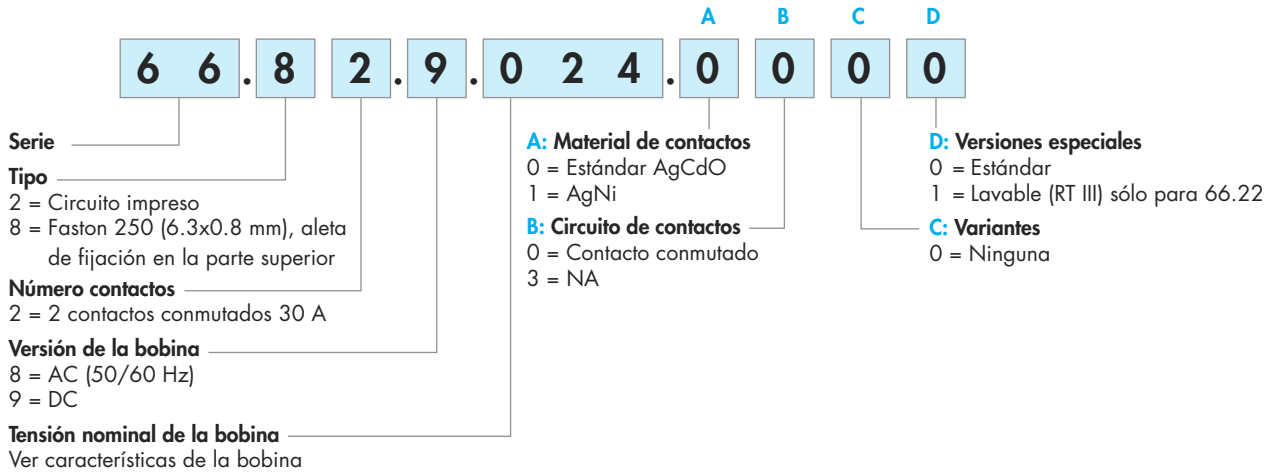 A B C D
6 6 . 8 2 . 9 . 0 2 4 . 0 0 0 0
Serie
Tipo
2 = Circuito impreso
8 = Faston 250 (6.3x0.8 mm), aleta
de fijación en la parte superior
Número contactos
2 = 2 contactos conmutados 30 A
Versión de la bobina
8 = AC (50/60 Hz)
9 = DC
Tensión nominal de la bobina
Ver características de la bobina
A: Material de contactos
0 = Estándar AgCdO
1 = AgNi
B: Circuito de contactos
0 = Contacto conmutado
3 = NA
D: Versiones especiales
0 = Estándar
1 = Lavable (RT III) sólo para 66.22
C: Variantes
0 = Ninguna